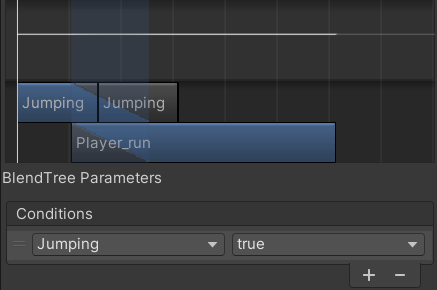 Jumping Jumping
Player_run
BlendTree Parameters
Conditions
Jumping true